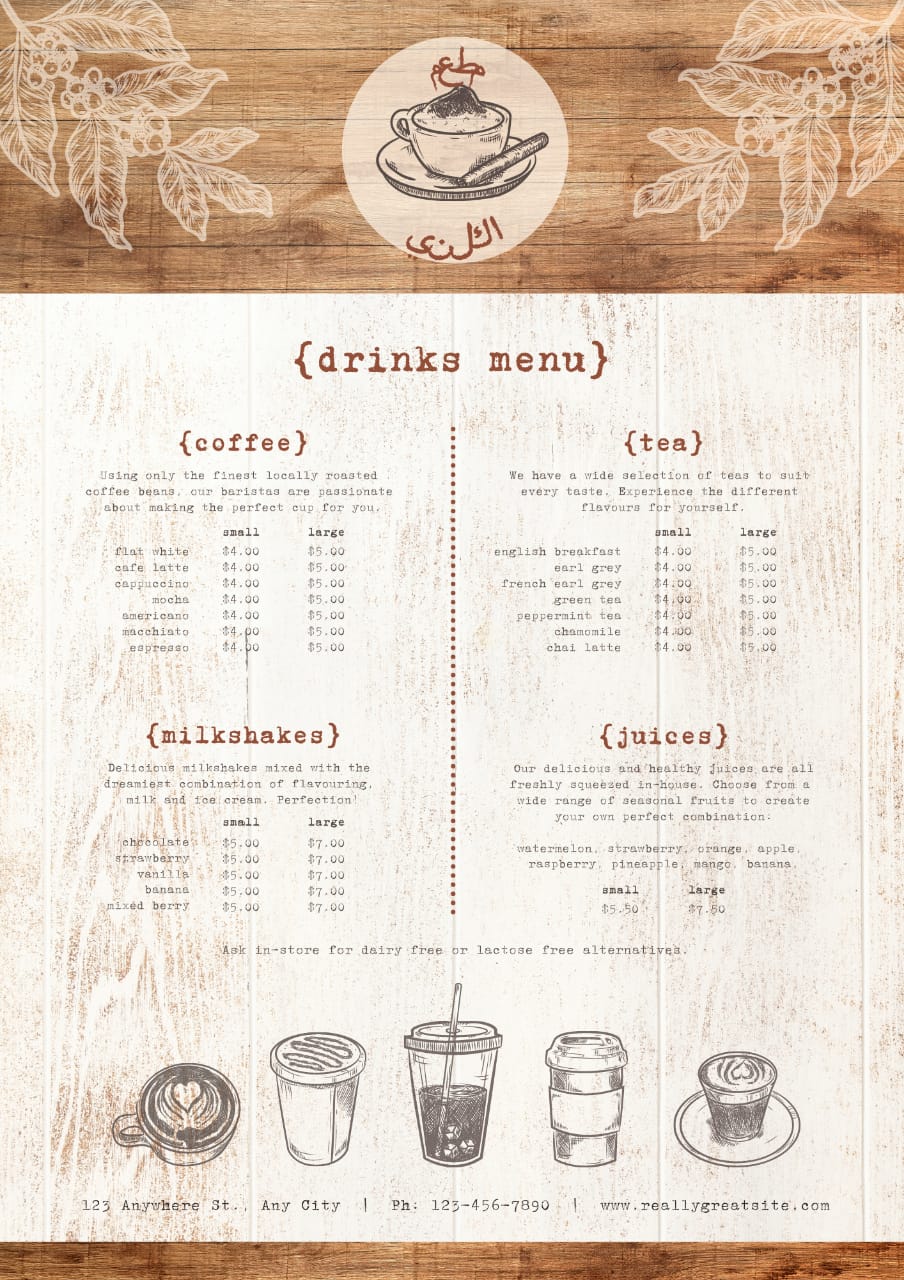 مطعم
{drinks menu}
{coffee}
Using only the finest locally roasted
coffee beans, our baristas are passionate
about making the perfect cup for you.
small large
flat white $4.00 $5.00
cafe latte $4.00 $5.00
cappuccino $4.00 $5.00
mocha $4.00 $5.00
americano $4.00 $5.00
macchiato $4.00 $5.00
espresso $4.00 $5.00
{tea}
We have a wide selection of teas to suit
every taste. Experience the different
flavours for yourself.
small large
english breakfast $4.00 $5.00
earl grey $4.00 $5.00
french earl grey $4.00 $5.00
green tea $4.00 $5.00
peppermint tea $4.00 $5.00
chamomile $4.00 $5.00
chai latte $4.00 $5.00
{milkshakes}
Delicious milkshakes mixed with the
dreamiest combination of flavouring,
milk and ice cream. Perfection!
small large
chocolate $5.00 $7.00
strawberry $5.00 $7.00
vanilla $5.00 $7.00
banana $5.00 $7.00
mixed berry $5.00 $7.00
{juices}
Our delicious and healthy juices are all
freshly squeezed in-house. Choose from a
wide range of seasonal fruits to create
your own perfect combination:
watermelon, strawberry, orange, apple,
raspberry, pineapple, mango, banana.
small large
$5.50 $7.50
Ask in-store for dairy free or lactose free alternatives.
123 Anywhere St., Any City | Ph: 123-456-7890 | www.reallygreatsite.com